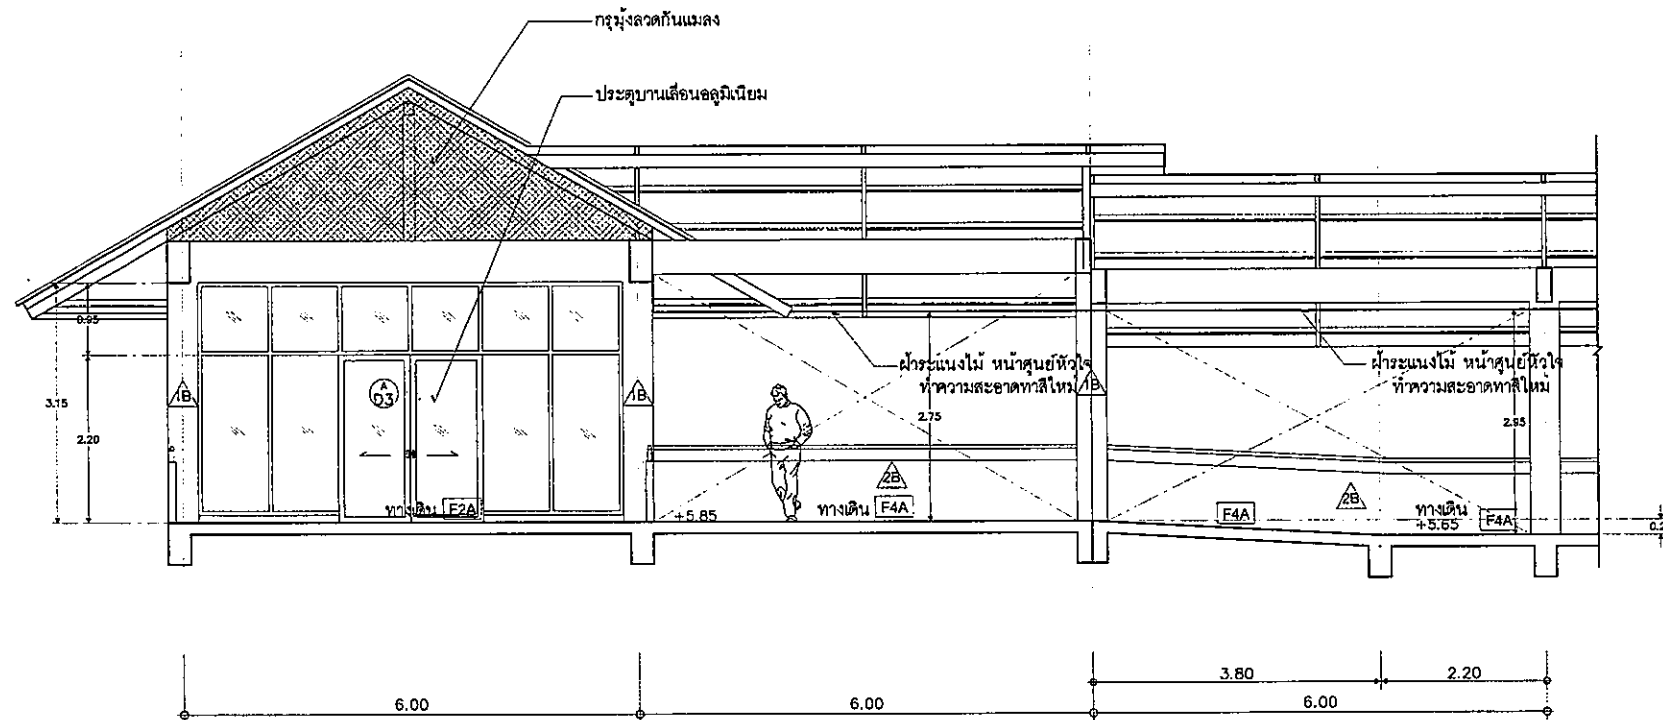 กรุมุ้งลวดกันแมลง
ประตูบานเลื่อนอลูมิเนียม
0.95
3.15
2.20
1B
A
D3
1B
1B
ฝ้าระแนงไม้ หน้าศูนย์หัวใจ
ทำความสะอาดทาสีใหม่
ฝ้าระแนงไม้ หน้าศูนย์หัวใจ
ทำความสะอาดทาสีใหม่
2.75
2.95
2B
2B
ทางเดิน F2A
+5.85
ทางเดิน F4A
F4A
ทางเดิน
+5.65
F4A
3.80
2.20
6.00
6.00
6.00